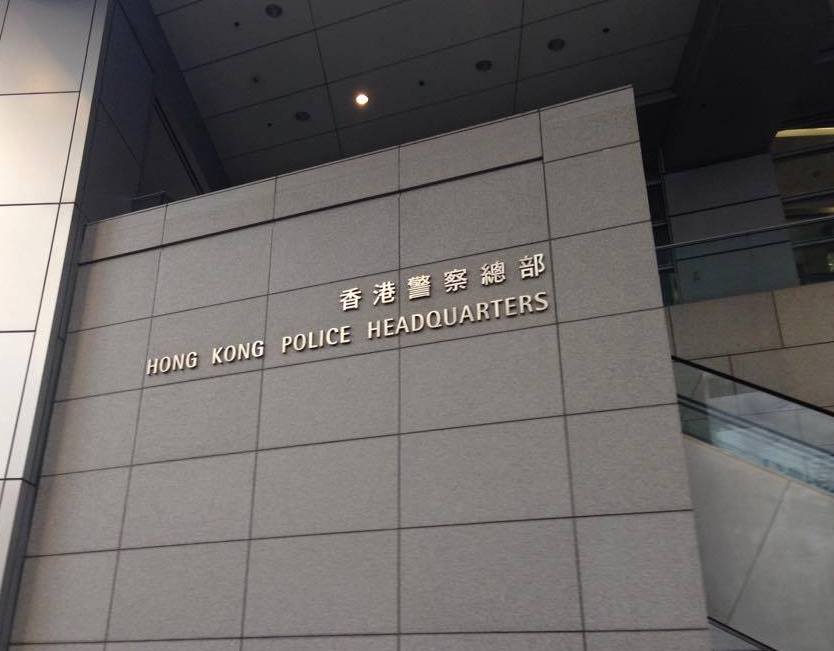 香港警察總部
HONG KONG POLICE HEADQUARTERS